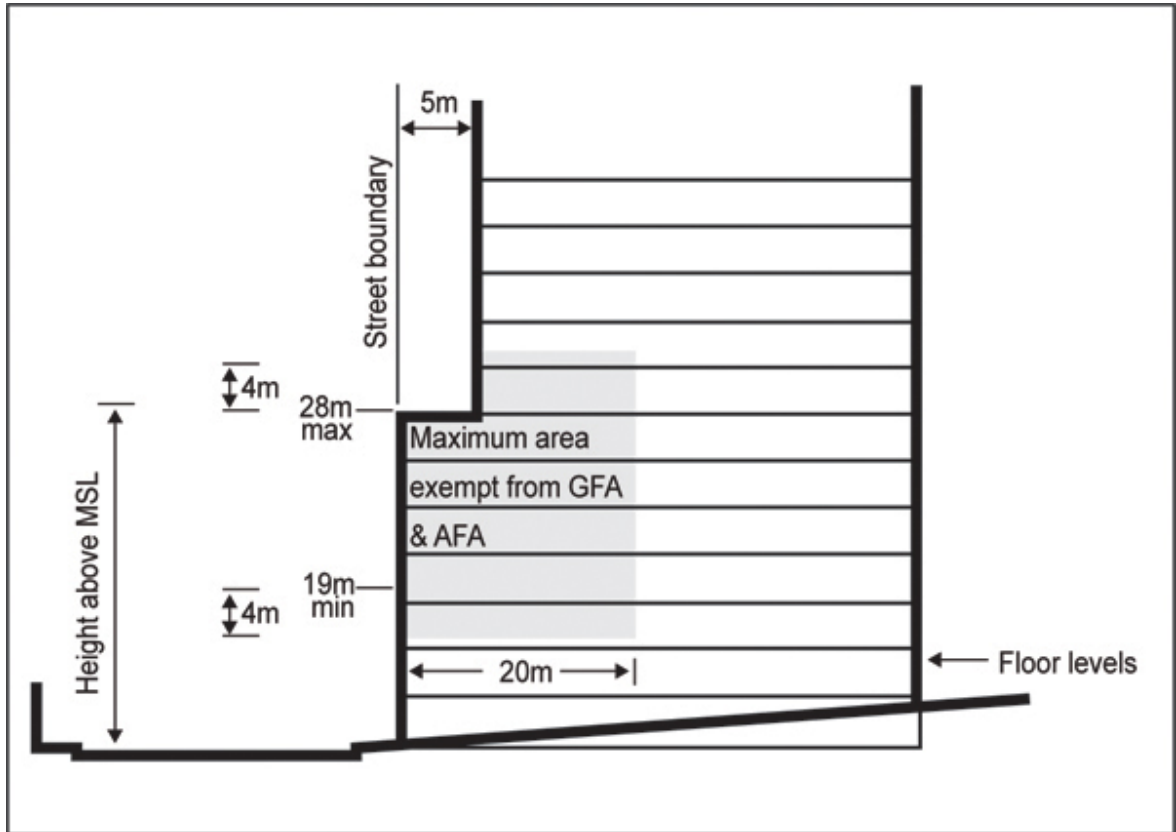 5m
Street boundary
4m
28m
max
Maximum area
exempt from GFA
& AFA
Height above MSL
19m
min
4m
20m
Floor levels